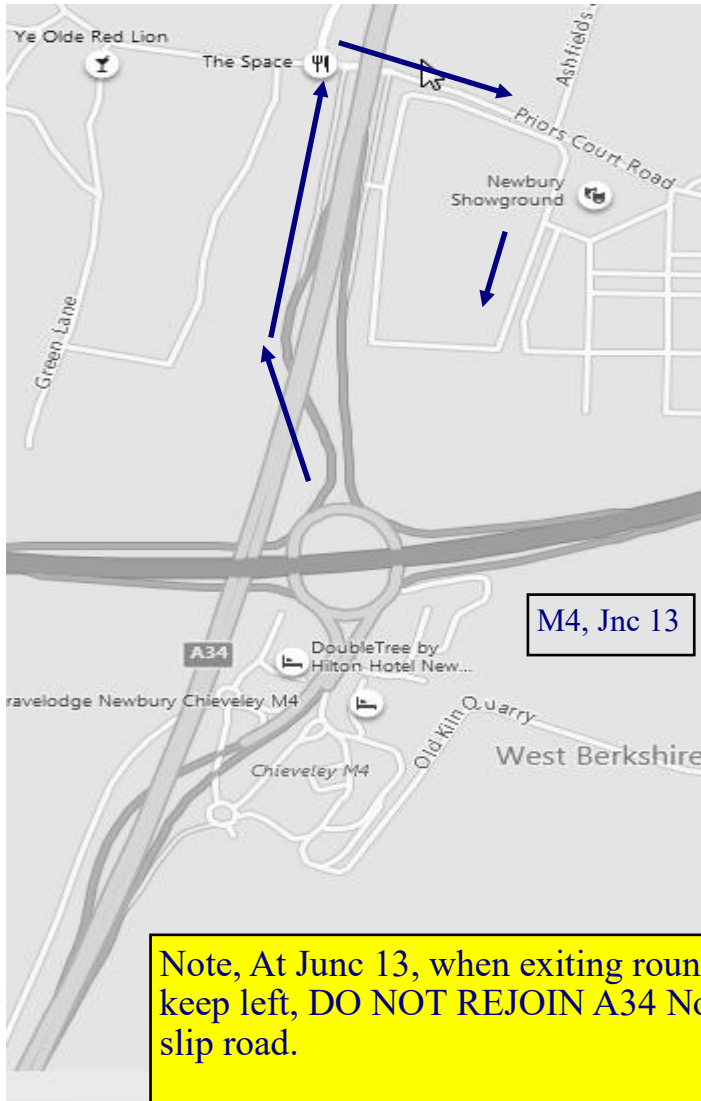 Ye Olde Red Lion
The Space
Ashfields
Priors Court Road
Newbury
Showground
Green Lane
M4, Jnc 13
A34
DoubleTree by
Hilton Hotel New...
ravelodge Newbury Chieveley M4
Old Kiln Quarry
West Berkshire
Chieveley M4
Note, At Junc 13, when exiting roun
keep left, DO NOT REJOIN A34 No
slip road.